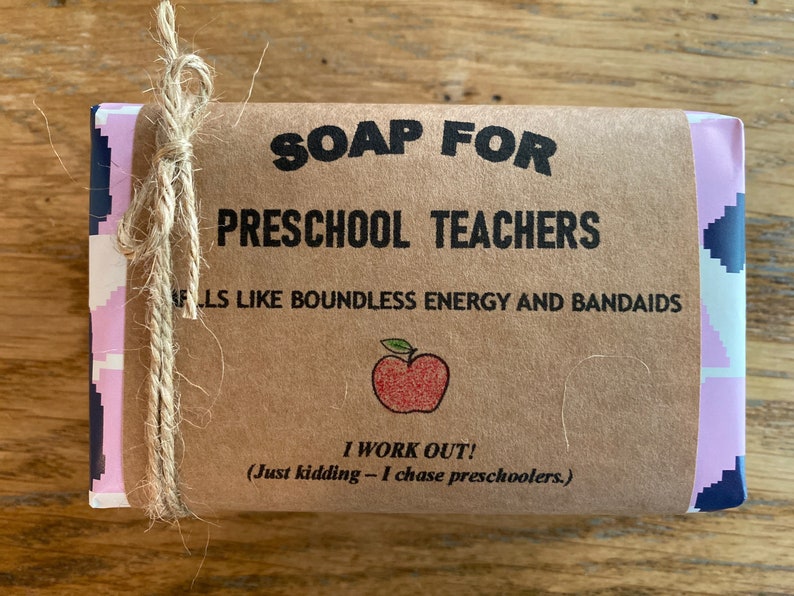 SOAP FOR
PRESCHOOL TEACHERS
LIKE BOUNDLESS ENERGY AND BANDAIDS
I WORK OUT!
(Just kidding – I chase preschoolers.)